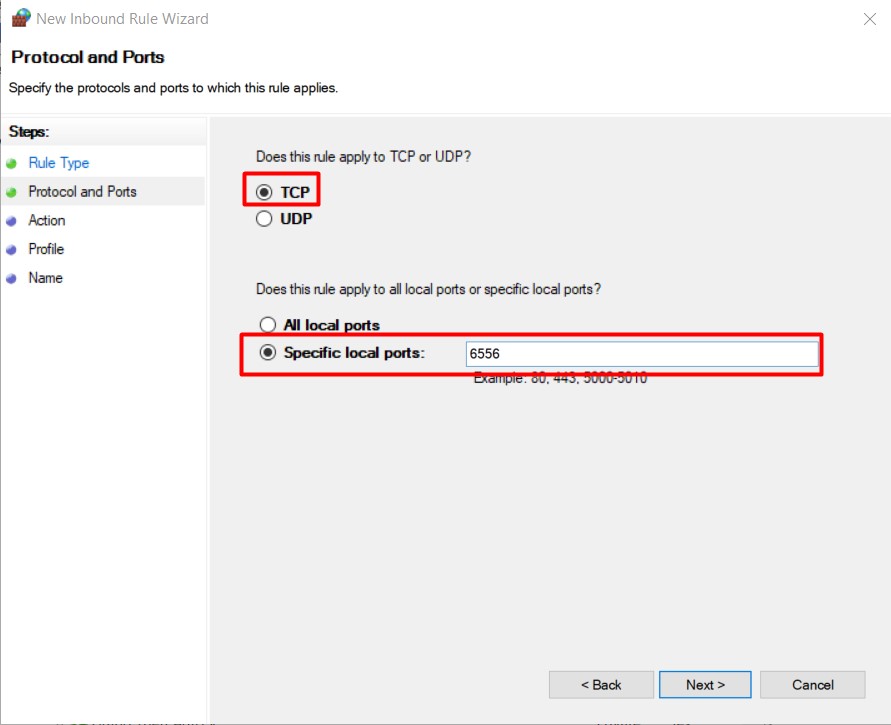 New Inbound Rule Wizard
Protocol and Ports
Specify the protocols and ports to which this rule applies.
Steps:
Rule Type
Protocol and Ports
Action
Profile
Name
Does this rule apply to TCP or UDP?
TCP
UDP
Does this rule apply to all local ports or specific local ports?
All local ports
Specific local ports:
6556
Example: 80, 443, 5000-5010
< Back
Next >
Cancel